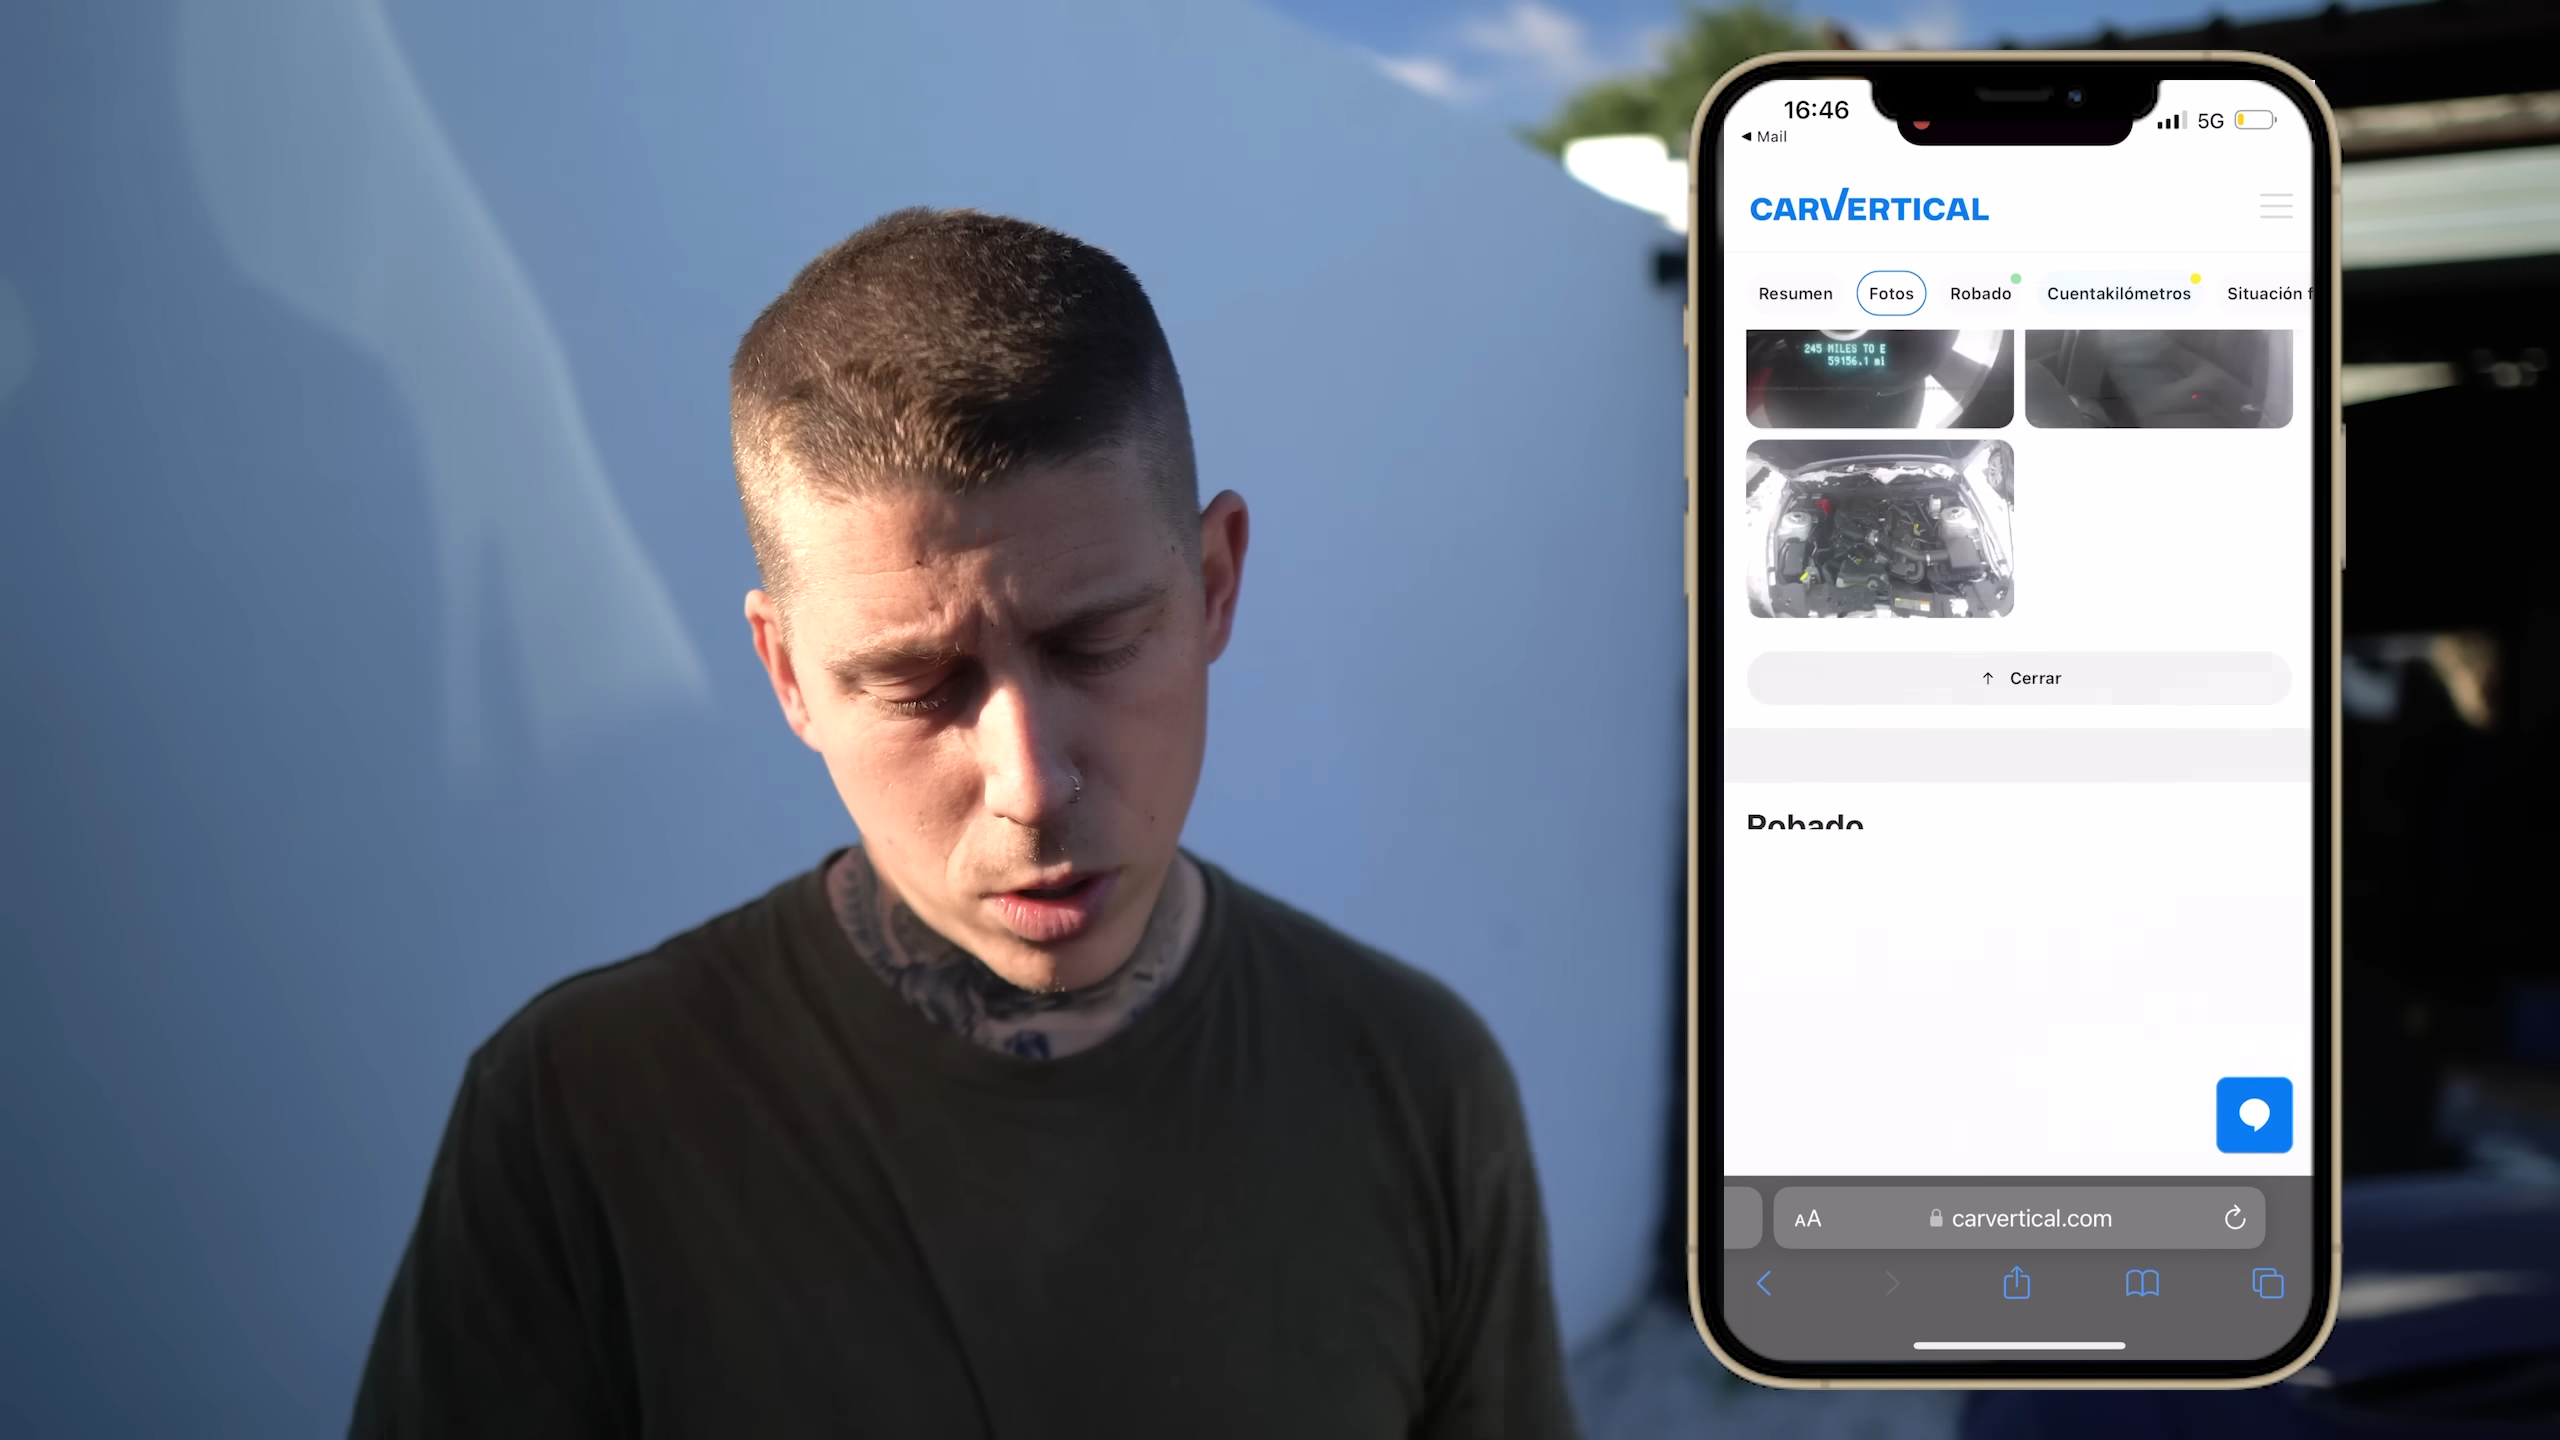 16:46
5G
◀ Mail
CARVERTICAL
Resumen
Fotos
Robado
Cuentakilómetros
Situación f
245 MILES TO E
59156.1 mi
↑ Cerrar
Robado
AA
carvertical.com